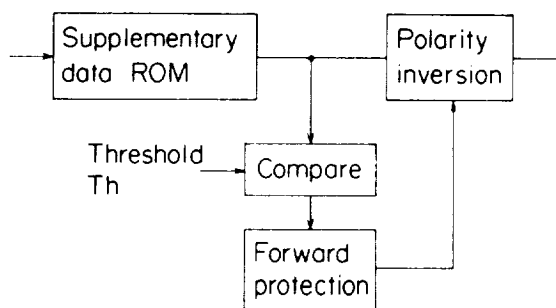 Supplementary
data ROM
Polarity
inversion
Threshold
Th
Compare
Forward
protection